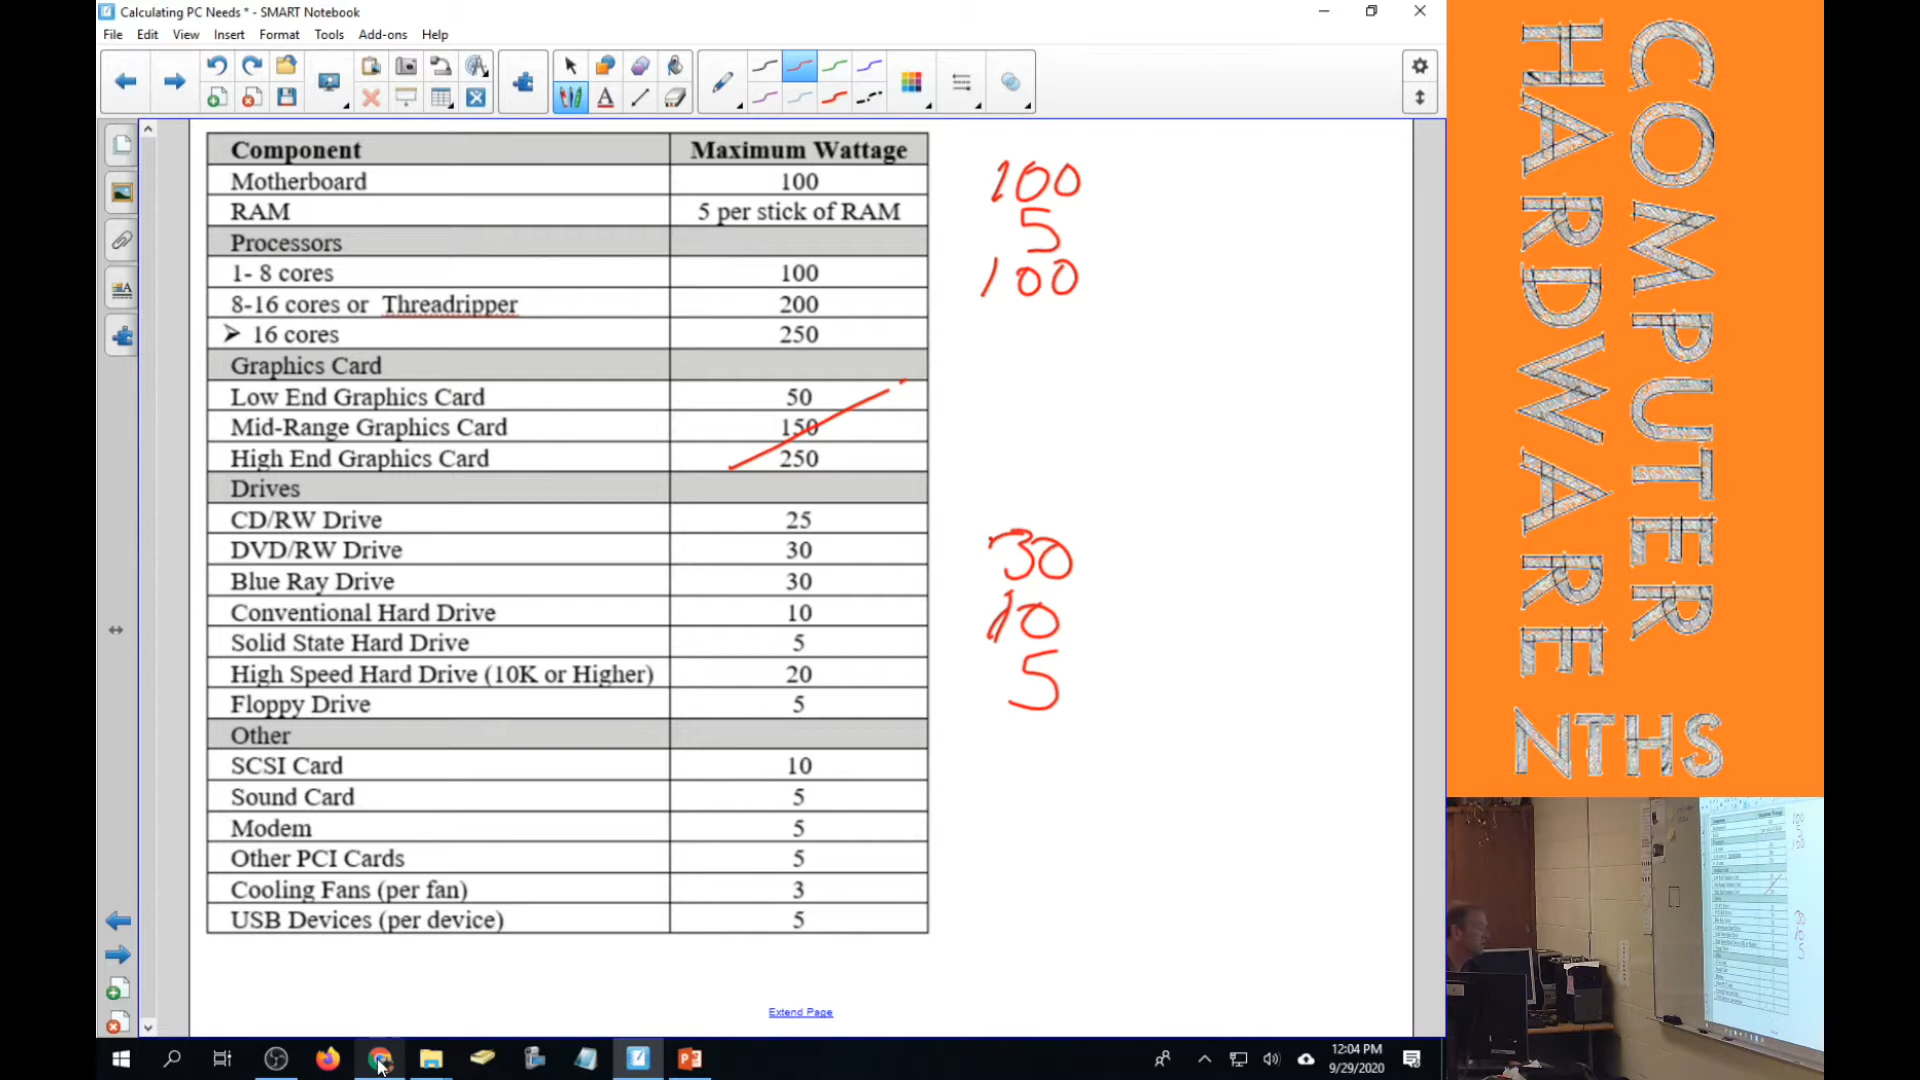 Calculating PC Needs * - SMART Notebook
File Edit View Insert Format Tools Add-ons Help
Component Maximum Wattage
Motherboard 100 100
RAM 5 per stick of RAM 5
Processors
1- 8 cores 100 100
8-16 cores or Threadripper 200
➤ 16 cores 250
Graphics Card
Low End Graphics Card 50
Mid-Range Graphics Card 150
High End Graphics Card 250
Drives
CD/RW Drive 25
DVD/RW Drive 30 30
Blue Ray Drive 30
Conventional Hard Drive 10 10
Solid State Hard Drive 5
High Speed Hard Drive (10K or Higher) 20 5
Floppy Drive 5
Other
SCSI Card 10
Sound Card 5
Modem 5
Other PCI Cards 5
Cooling Fans (per fan) 3
USB Devices (per device) 5
Extend Page
12:04 PM
9/29/2020
COMPUTER
HARDWARE
NTHS